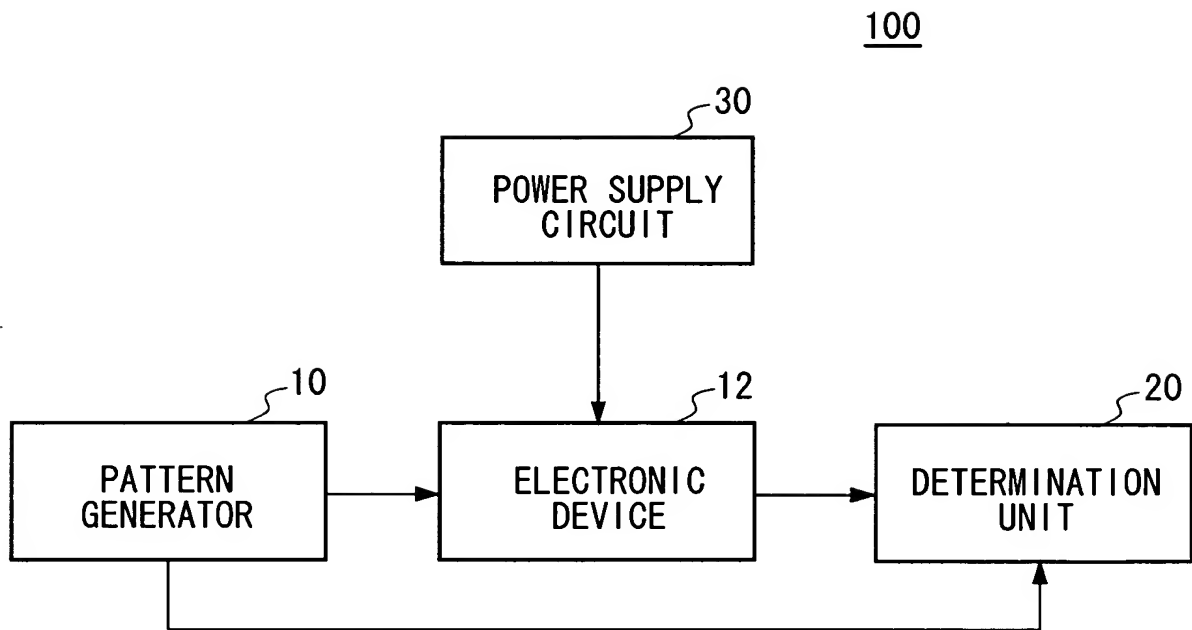 100
30
POWER SUPPLY
CIRCUIT
10
12
20
PATTERN
GENERATOR
ELECTRONIC
DEVICE
DETERMINATION
UNIT